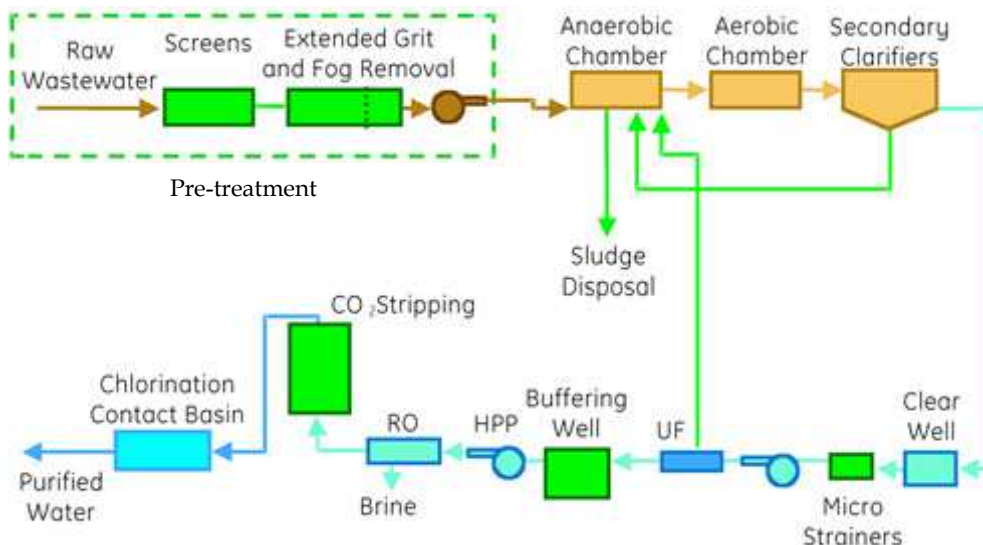 Raw
Wastewater
Screens
Extended Grit
and Fog Removal
Anaerobic
Chamber
Aerobic
Chamber
Secondary
Clarifiers
Pre-treatment
Sludge
Disposal
CO₂Stripping
Chlorination
Contact Basin
Purified
Water
RO
Brine
HPP
Buffering
Well
UF
Micro
Strainers
Clear
Well